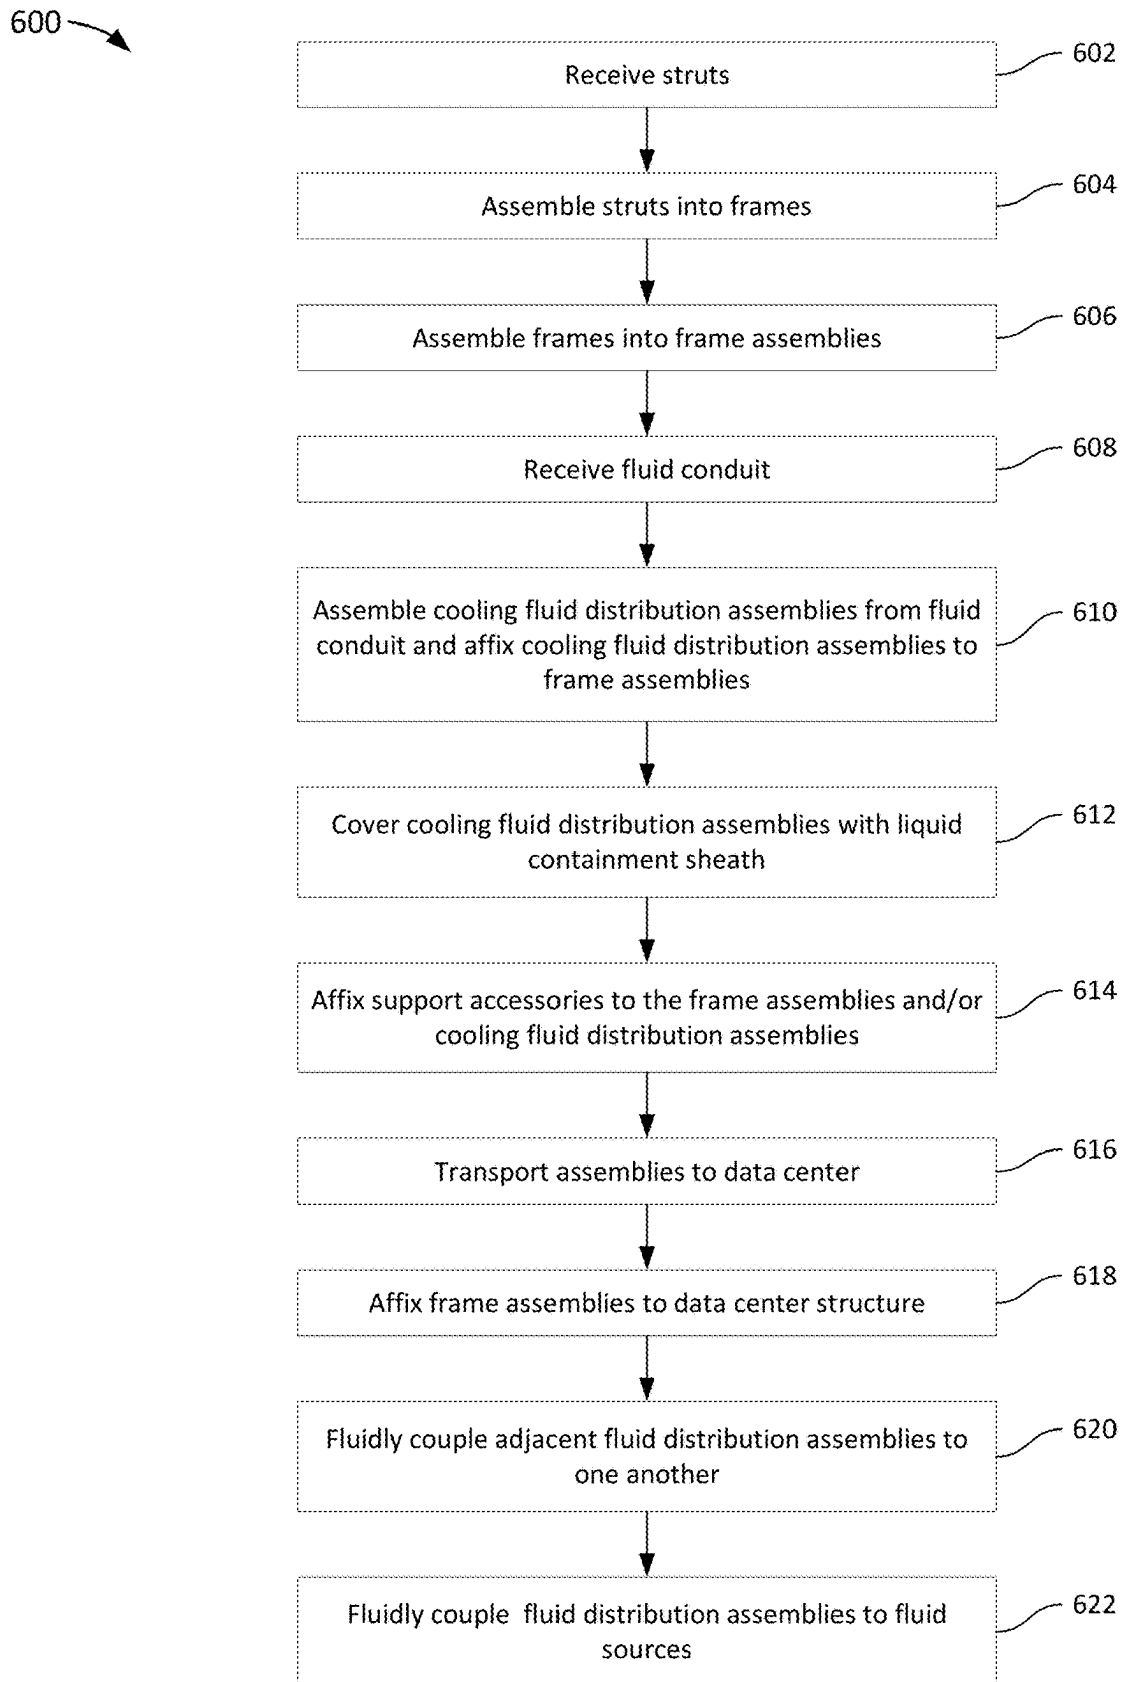 600
Receive struts
602
Assemble struts into frames
604
Assemble frames into frame assemblies
606
Receive fluid conduit
608
Assemble cooling fluid distribution assemblies from fluid
conduit and affix cooling fluid distribution assemblies to
frame assemblies
610
Cover cooling fluid distribution assemblies with liquid
containment sheath
612
Affix support accessories to the frame assemblies and/or
cooling fluid distribution assemblies
614
Transport assemblies to data center
616
Affix frame assemblies to data center structure
618
Fluidly couple adjacent fluid distribution assemblies to
one another
620
Fluidly couple fluid distribution assemblies to fluid
sources
622